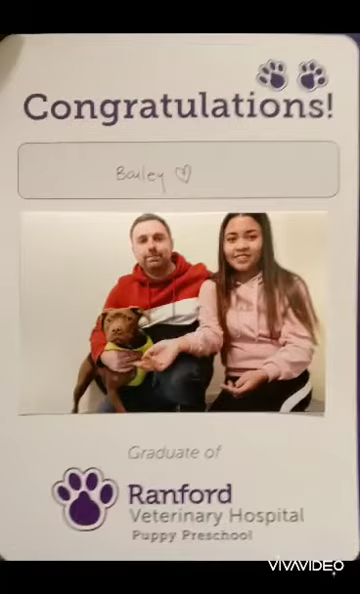 Congratulations!
Bailey ♡
Graduate of
Ranford
Veterinary Hospital
Puppy Preschool
VIVAVIDEO